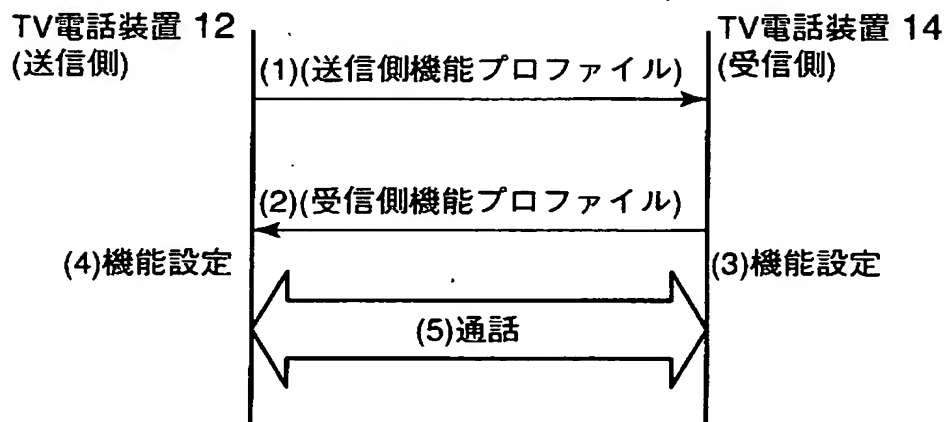 TV電話装置 12
(送信側)
TV電話装置 14
(受信側)
(1)(送信側機能プロファイル)
(2)(受信側機能プロファイル)
(4)機能設定
(3)機能設定
(5)通話